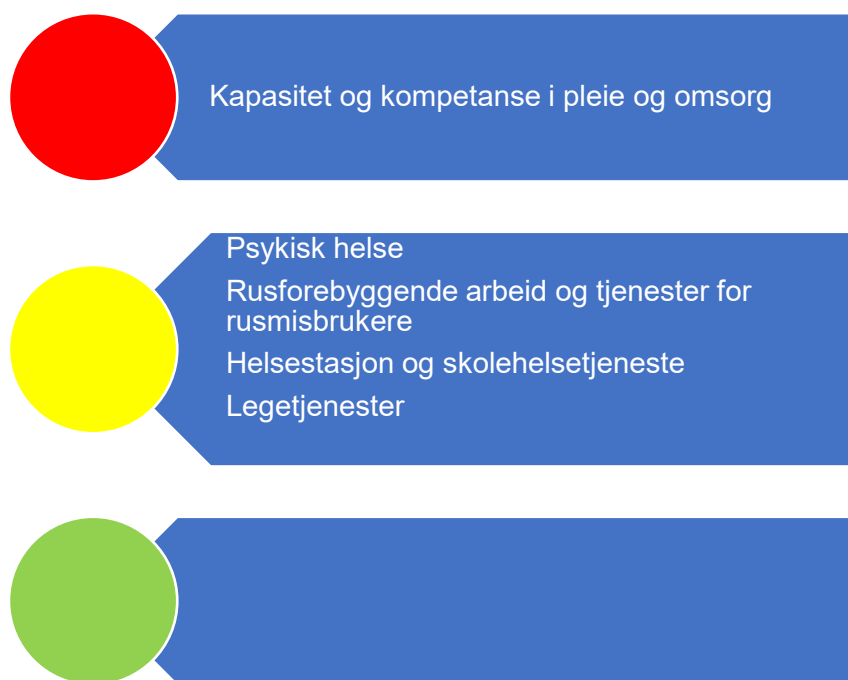 Kapasitet og kompetanse i pleie og omsorg
Psykisk helse
Rusforebyggende arbeid og tjenester for
rusmisbrukere
Helsestasjon og skolehelsetjeneste
Legetjenester